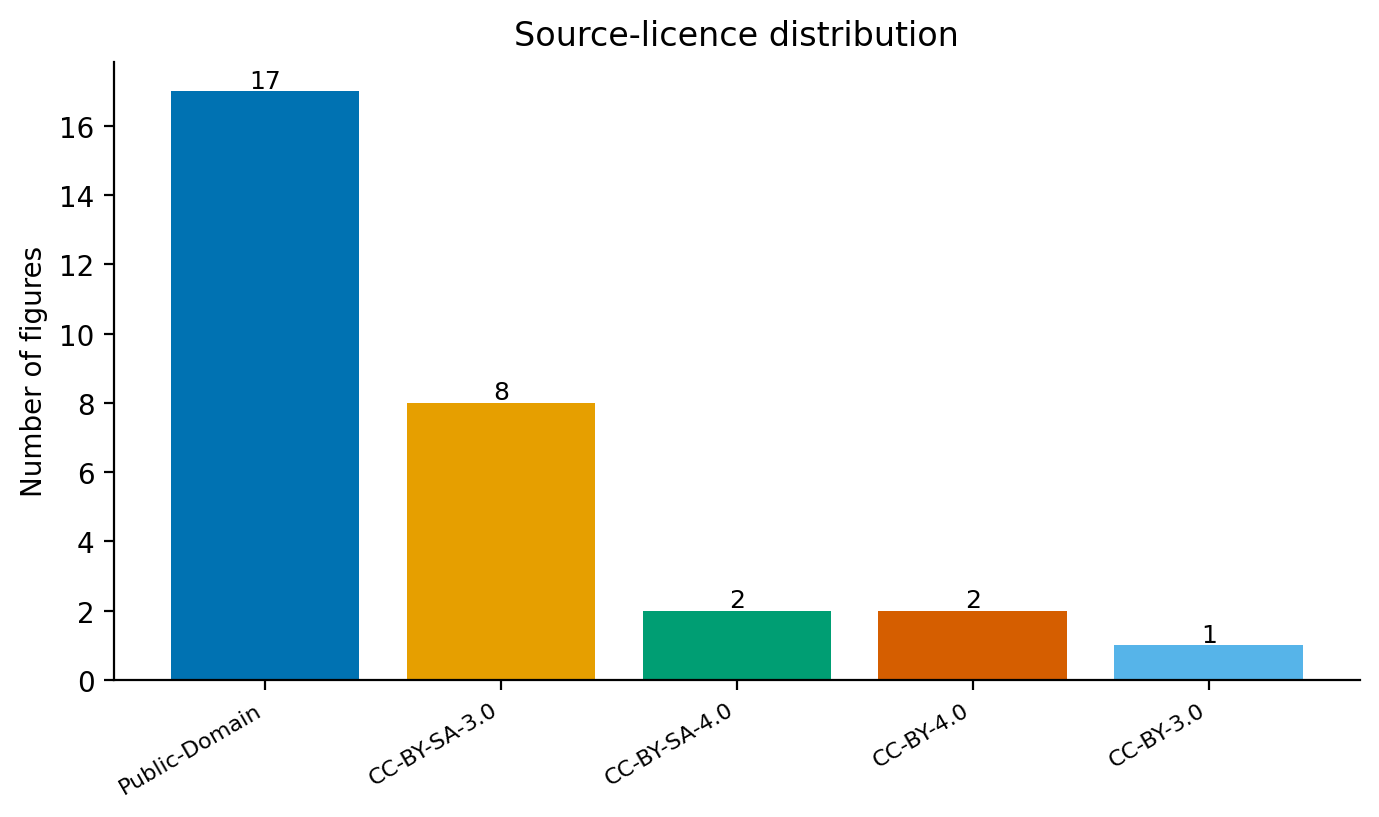 Source-licence distribution
Number of figures
16
14
12
10
8
6
4
2
0
17
8
2
2
1
Public-Domain
CC-BY-SA-3.0
CC-BY-SA-4.0
CC-BY-4.0
CC-BY-3.0